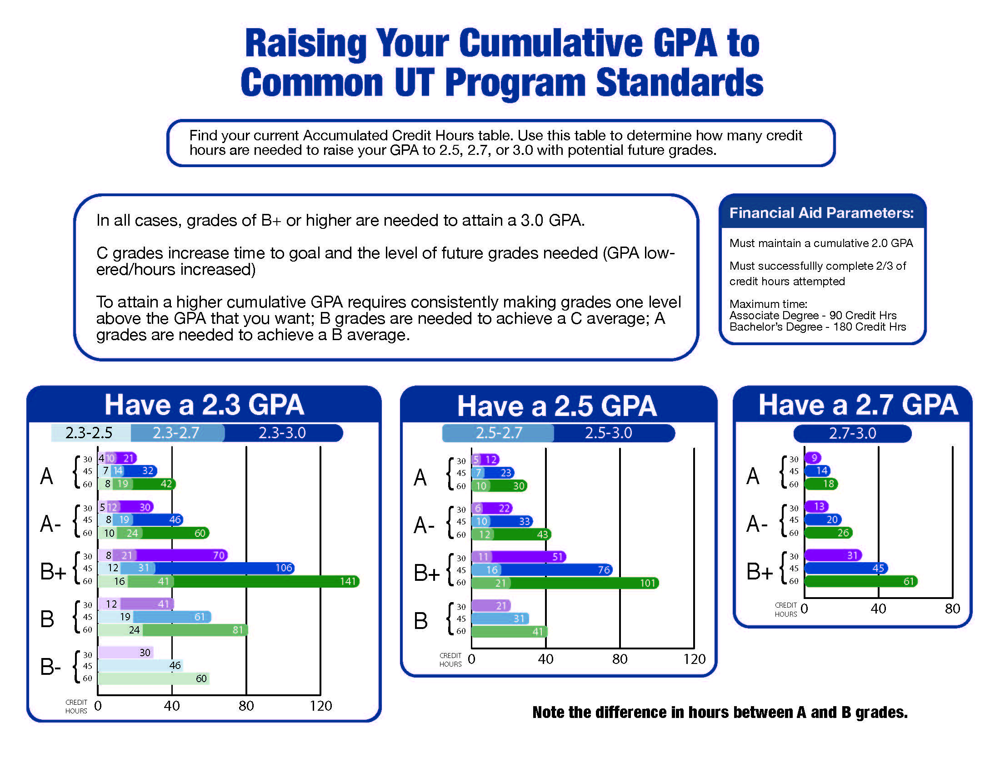 Raising Your Cumulative GPA to
Common UT Program Standards
Find your current Accumulated Credit Hours table. Use this table to determine how many credit
hours are needed to raise your GPA to 2.5, 2.7, or 3.0 with potential future grades.
In all cases, grades of B+ or higher are needed to attain a 3.0 GPA.
C grades increase time to goal and the level of future grades needed (GPA low-
ered/hours increased)
To attain a higher cumulative GPA requires consistently making grades one level
above the GPA that you want; B grades are needed to achieve a C average; A
grades are needed to achieve a B average.
Financial Aid Parameters:
Must maintain a cumulative 2.0 GPA
Must successfullly complete 2/3 of
credit hours attempted
Maximum time:
Associate Degree - 90 Credit Hrs
Bachelor's Degree - 180 Credit Hrs
Have a 2.3 GPA
2.3-2.5 2.3-2.7 2.3-3.0
A
30 4 10 21
45 7 14 32
60 8 19 42
A-
30 5 12 30
45 8 19 46
60 10 24 60
B+
30 8 21 70
45 12 31 106
60 16 41 141
B
30 12 41
45 19 61
60 24 81
B-
30 30
45 46
60 60
CREDIT
HOURS
0 40 80 120
Have a 2.5 GPA
2.5-2.7 2.5-3.0
A
30 5 12
45 7 23
60 10 30
A-
30 6 22
45 10 33
60 12 43
B+
30 11 51
45 16 76
60 21 101
B
30 21
45 31
60 41
CREDIT
HOURS
0 40 80 120
Have a 2.7 GPA
2.7-3.0
A
30 9
45 14
60 18
A-
30 13
45 20
60 26
B+
30 31
45 45
60 61
CREDIT
HOURS
0 40 80
Note the difference in hours between A and B grades.